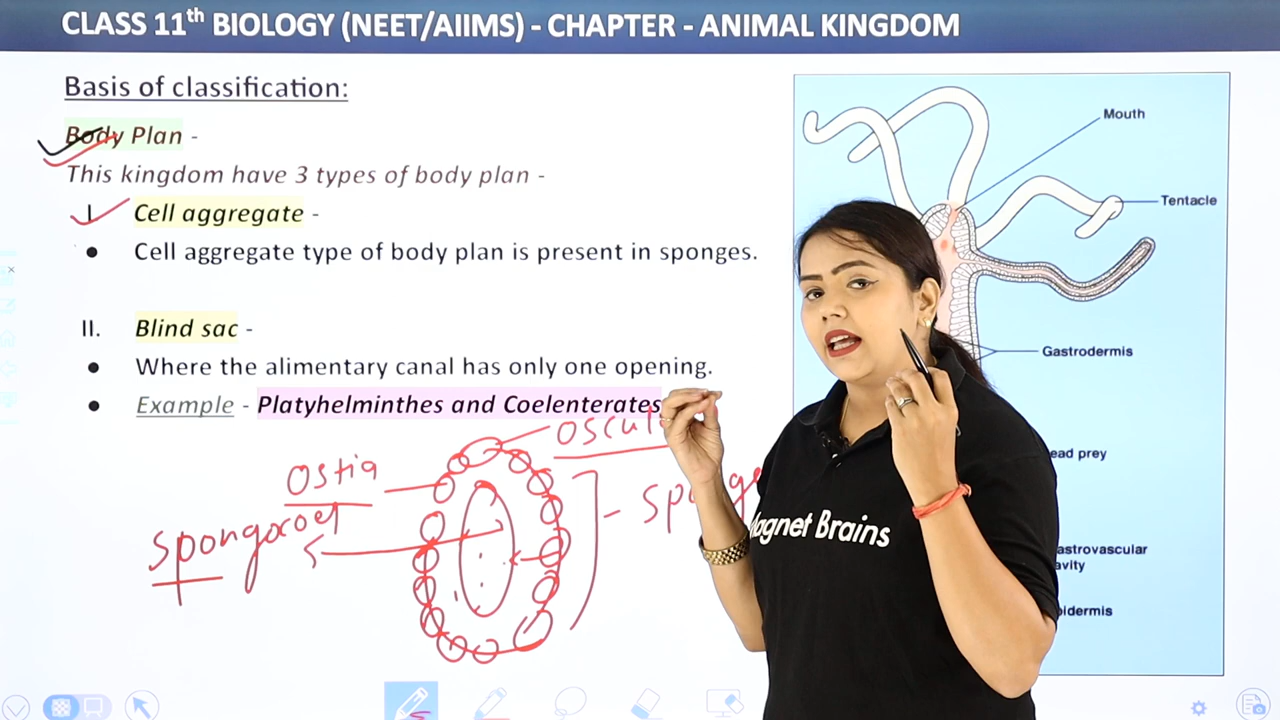 CLASS 11th BIOLOGY (NEET/AIIMS) - CHAPTER - ANIMAL KINGDOM
Basis of classification:
Body Plan -
This kingdom have 3 types of body plan -
I. Cell aggregate -
• Cell aggregate type of body plan is present in sponges.
II. Blind sac -
• Where the alimentary canal has only one opening.
• Example - Platyhelminthes and Coelenterates
Ostia
Spongocoel
Mouth
Tentacle
Gastrodermis
prey
Magnet Brains